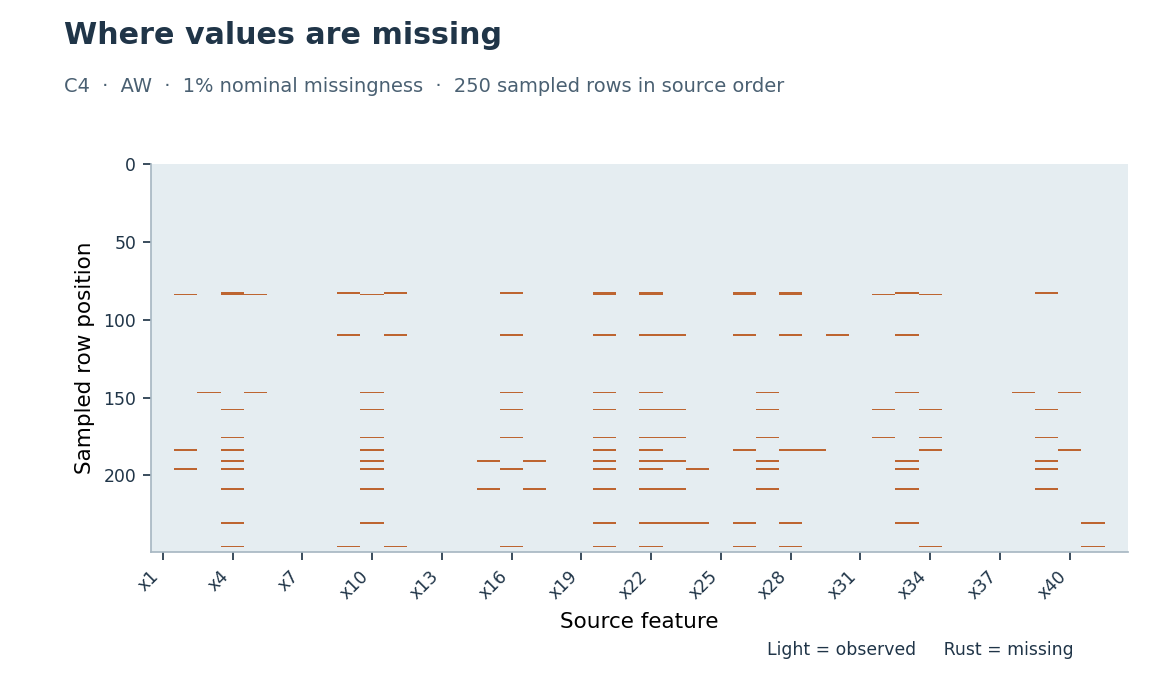 Where values are missing
C4 · AW · 1% nominal missingness · 250 sampled rows in source order
0
50
100
150
200
Sampled row position
x1 x4 x7 x10 x13 x16 x19 x22 x25 x28 x31 x34 x37 x40
Source feature
Light = observed Rust = missing